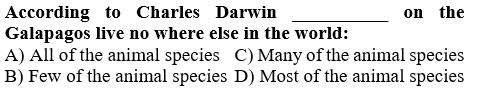 According to Charles Darwin __________ on the
Galapagos live no where else in the world:
A) All of the animal species C) Many of the animal species
B) Few of the animal species D) Most of the animal species